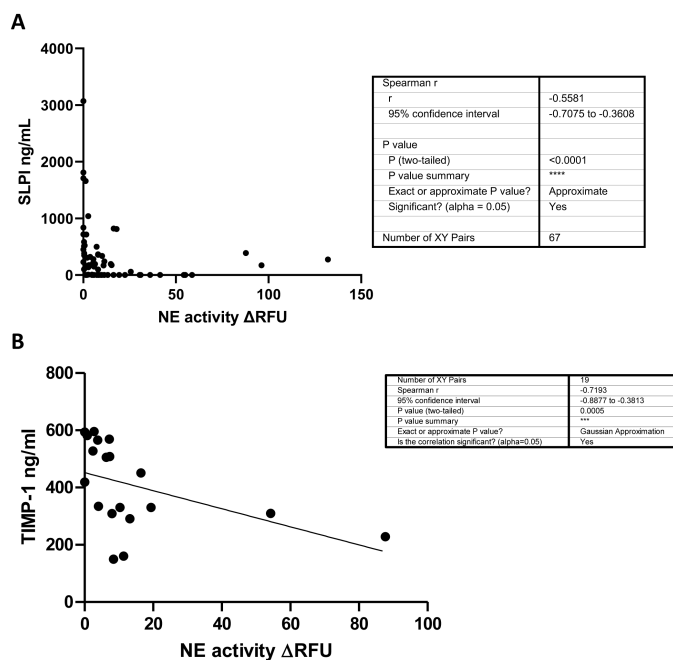 A
4000
3000
2000
1000
0
SLPI ng/mL
0 50 100 150
NE activity ΔRFU
Spearman r
r -0.5581
95% confidence interval -0.7075 to -0.3608
P value
P (two-tailed) <0.0001
P value summary ****
Exact or approximate P value? Approximate
Significant? (alpha = 0.05) Yes
Number of XY Pairs 67
B
800
600
400
200
0
TIMP-1 ng/ml
0 20 40 60 80 100
NE activity ΔRFU
Number of XY Pairs 19
Spearman r -0.7193
95% confidence interval -0.8877 to -0.3813
P value (two-tailed) 0.0005
P value summary ***
Exact or approximate P value? Gaussian Approximation
Is the correlation significant? (alpha=0.05) Yes